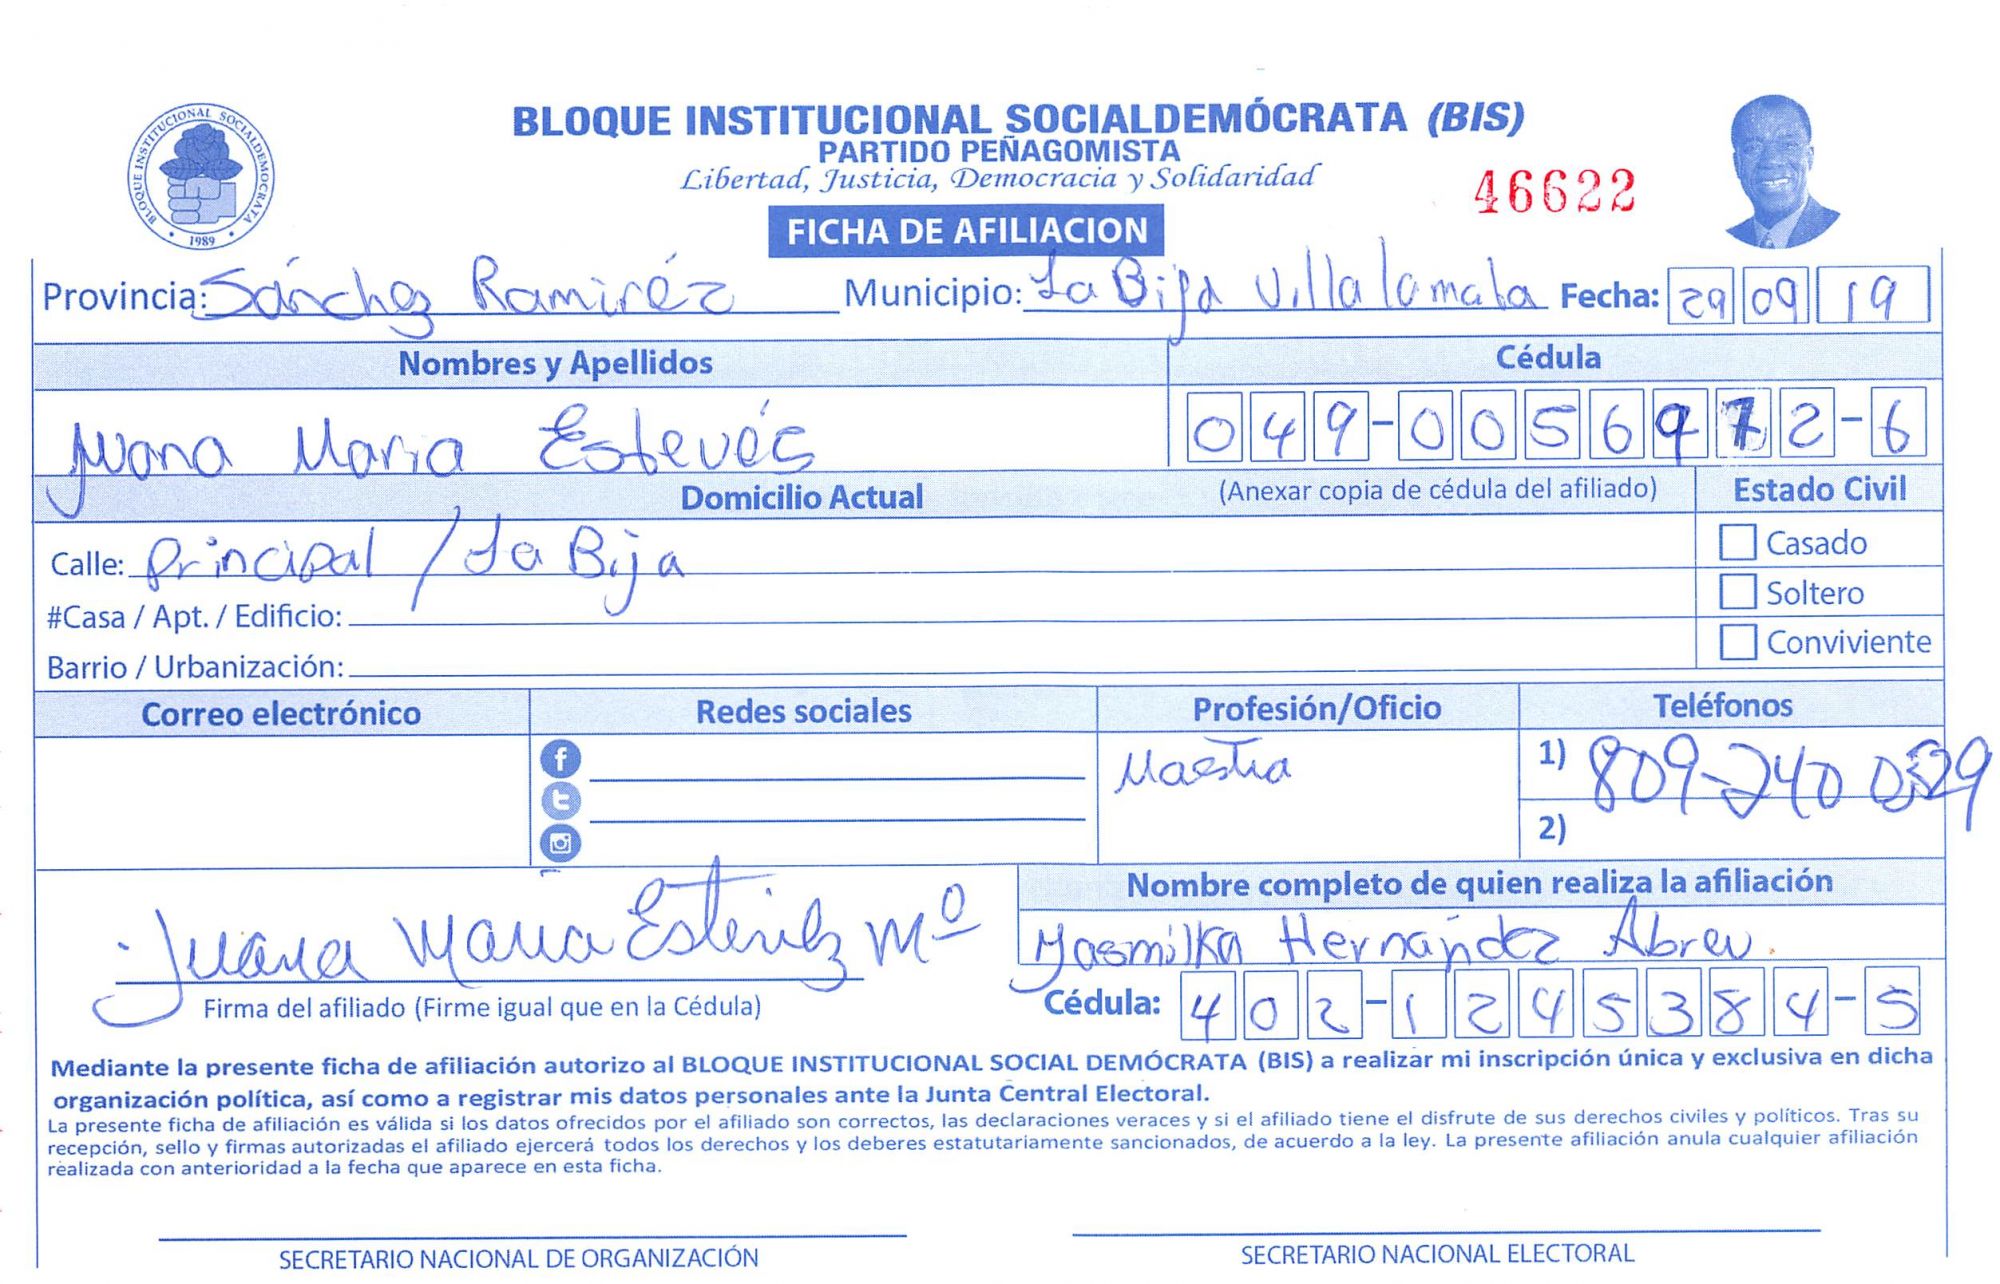 BLOQUE INSTITUCIONAL SOCIALDEMÓCRATA
1989
BLOQUE INSTITUCIONAL SOCIALDEMÓCRATA (BIS)
PARTIDO PEÑAGOMISTA
Libertad, Justicia, Democracia y Solidaridad
46622
FICHA DE AFILIACION
Provincia: Sánchez Ramiréz Municipio: La Bija Villa la mata Fecha: 29 09 19
Nombres y Apellidos Cédula
Juana Maria Estevés 049-0056972-6
Domicilio Actual (Anexar copia de cédula del afiliado) Estado Civil
Calle: Principal / La Bija Casado
#Casa / Apt. / Edificio: Soltero
Barrio / Urbanización: Conviviente
Correo electrónico Redes sociales Profesión/Oficio Teléfonos
Maestra 1) 809-240
2)
Nombre completo de quien realiza la afiliación
Juana María Estevez Mª Yasmilka Hernández Abreu
Firma del afiliado (Firme igual que en la Cédula) Cédula: 402-1245384-5
Mediante la presente ficha de afiliación autorizo al BLOQUE INSTITUCIONAL SOCIAL DEMÓCRATA (BIS) a realizar mi inscripción única y exclusiva en dicha
organización política, así como a registrar mis datos personales ante la Junta Central Electoral.
La presente ficha de afiliación es válida si los datos ofrecidos por el afiliado son correctos, las declaraciones veraces y si el afiliado tiene el disfrute de sus derechos civiles y políticos. Tras su
recepción, sello y firmas autorizadas el afiliado ejercerá todos los derechos y los deberes estatutariamente sancionados, de acuerdo a la ley. La presente afiliación anula cualquier afiliación
realizada con anterioridad a la fecha que aparece en esta ficha.
SECRETARIO NACIONAL DE ORGANIZACIÓN SECRETARIO NACIONAL ELECTORAL